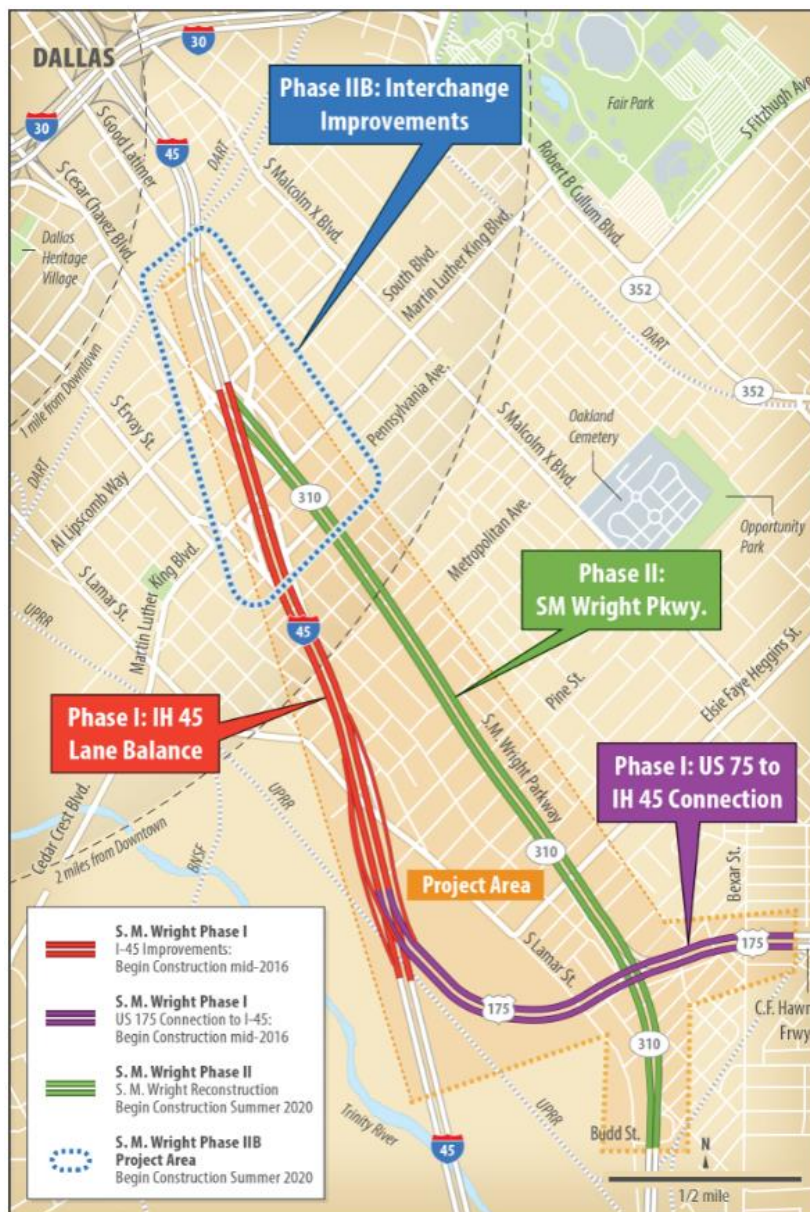 30
DALLAS
30
45
S Good Latimer
S Cesar Chavez Blvd.
DART
S Malcolm X Blvd.
Phase IIB: Interchange
Improvements
Fair Park
S Fitzhugh Ave
Robert B Cullum Blvd.
Dallas
Heritage
Village
South Blvd.
Martin Luther King Blvd.
352
DART
352
1 mile from Downtown
S Ervay St.
DART
Pennsylvania Ave.
S Malcolm X Blvd.
Oakland
Cemetery
310
Al Lipscomb Way
Metropolitan Ave.
Opportunity
Park
S Lamar St.
Martin Luther King Blvd.
UPRR
45
Phase II:
SM Wright Pkwy.
Pine St.
Elsie Faye Heggins St.
Phase I: IH 45
Lane Balance
S.M. Wright Parkway
Phase I: US 75 to
IH 45 Connection
UPRR
Cedar Crest Blvd.
2 miles from Downtown
BNSF
310
Bexar St.
Project Area
S Lamar St.
175
175
C.F. Hawn
Frwy
310
Trinity River
UPRR
Budd St.
45
N
1/2 mile
S. M. Wright Phase I
I-45 Improvements:
Begin Construction mid-2016
S. M. Wright Phase I
US 175 Connection to I-45:
Begin Construction mid-2016
S. M. Wright Phase II
S. M. Wright Reconstruction
Begin Construction Summer 2020
S. M. Wright Phase IIB
Project Area
Begin Construction Summer 2020